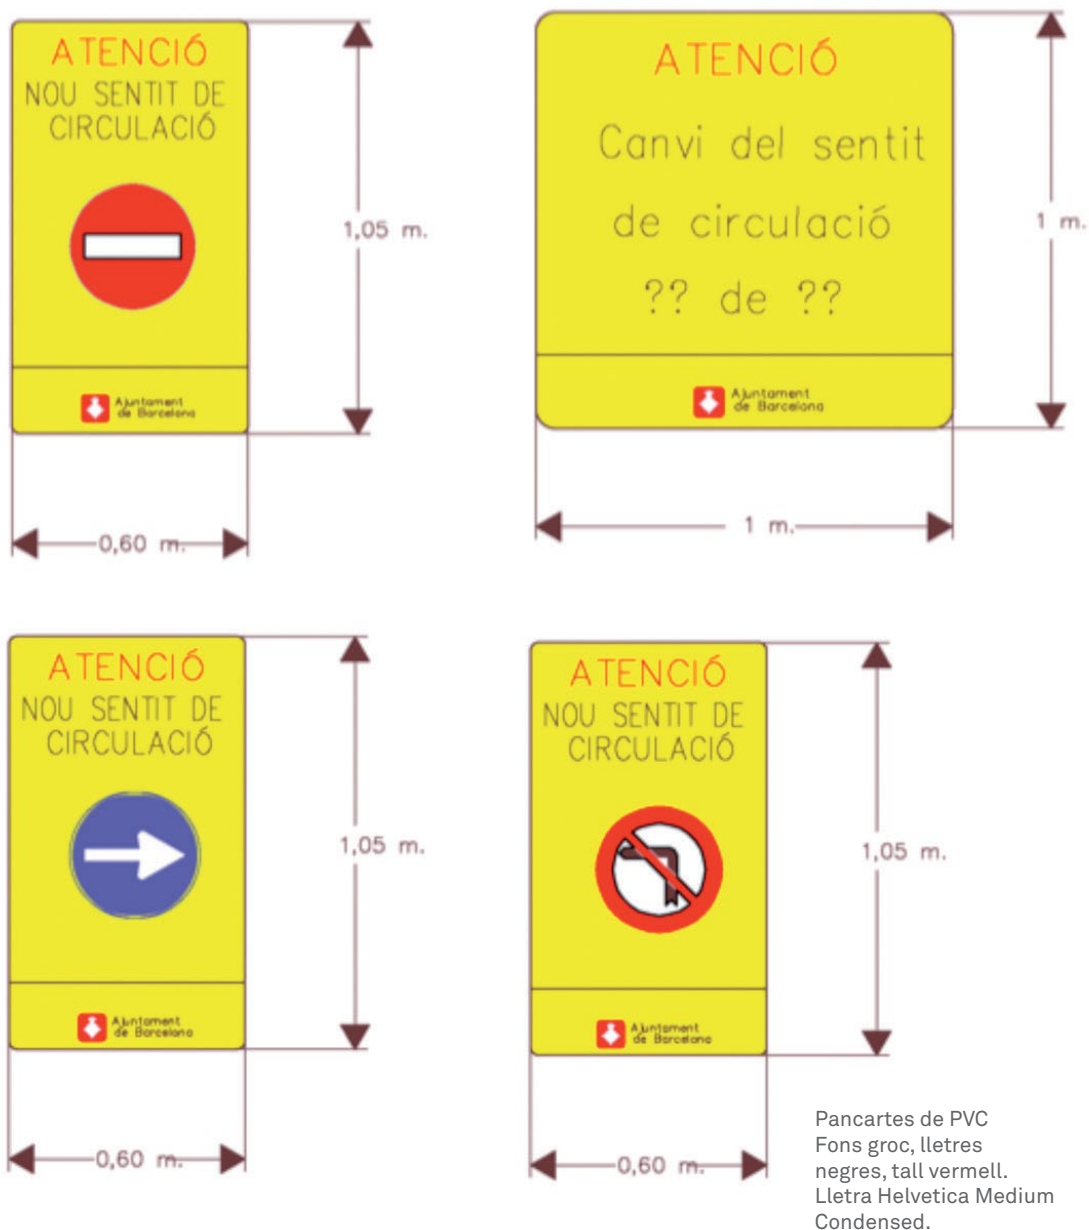 ATENCIÓ
NOU SENTIT DE
CIRCULACIÓ
Ajuntament
de Barcelona
1,05 m.
0,60 m.
ATENCIÓ
Canvi del sentit
de circulació
?? de ??
Ajuntament
de Barcelona
1 m.
1 m.
ATENCIÓ
NOU SENTIT DE
CIRCULACIÓ
Ajuntament
de Barcelona
1,05 m.
0,60 m.
ATENCIÓ
NOU SENTIT DE
CIRCULACIÓ
Ajuntament
de Barcelona
1,05 m.
0,60 m.
Pancartes de PVC
Fons groc, lletres
negres, tall vermell.
Lletra Helvetica Medium
Condensed.